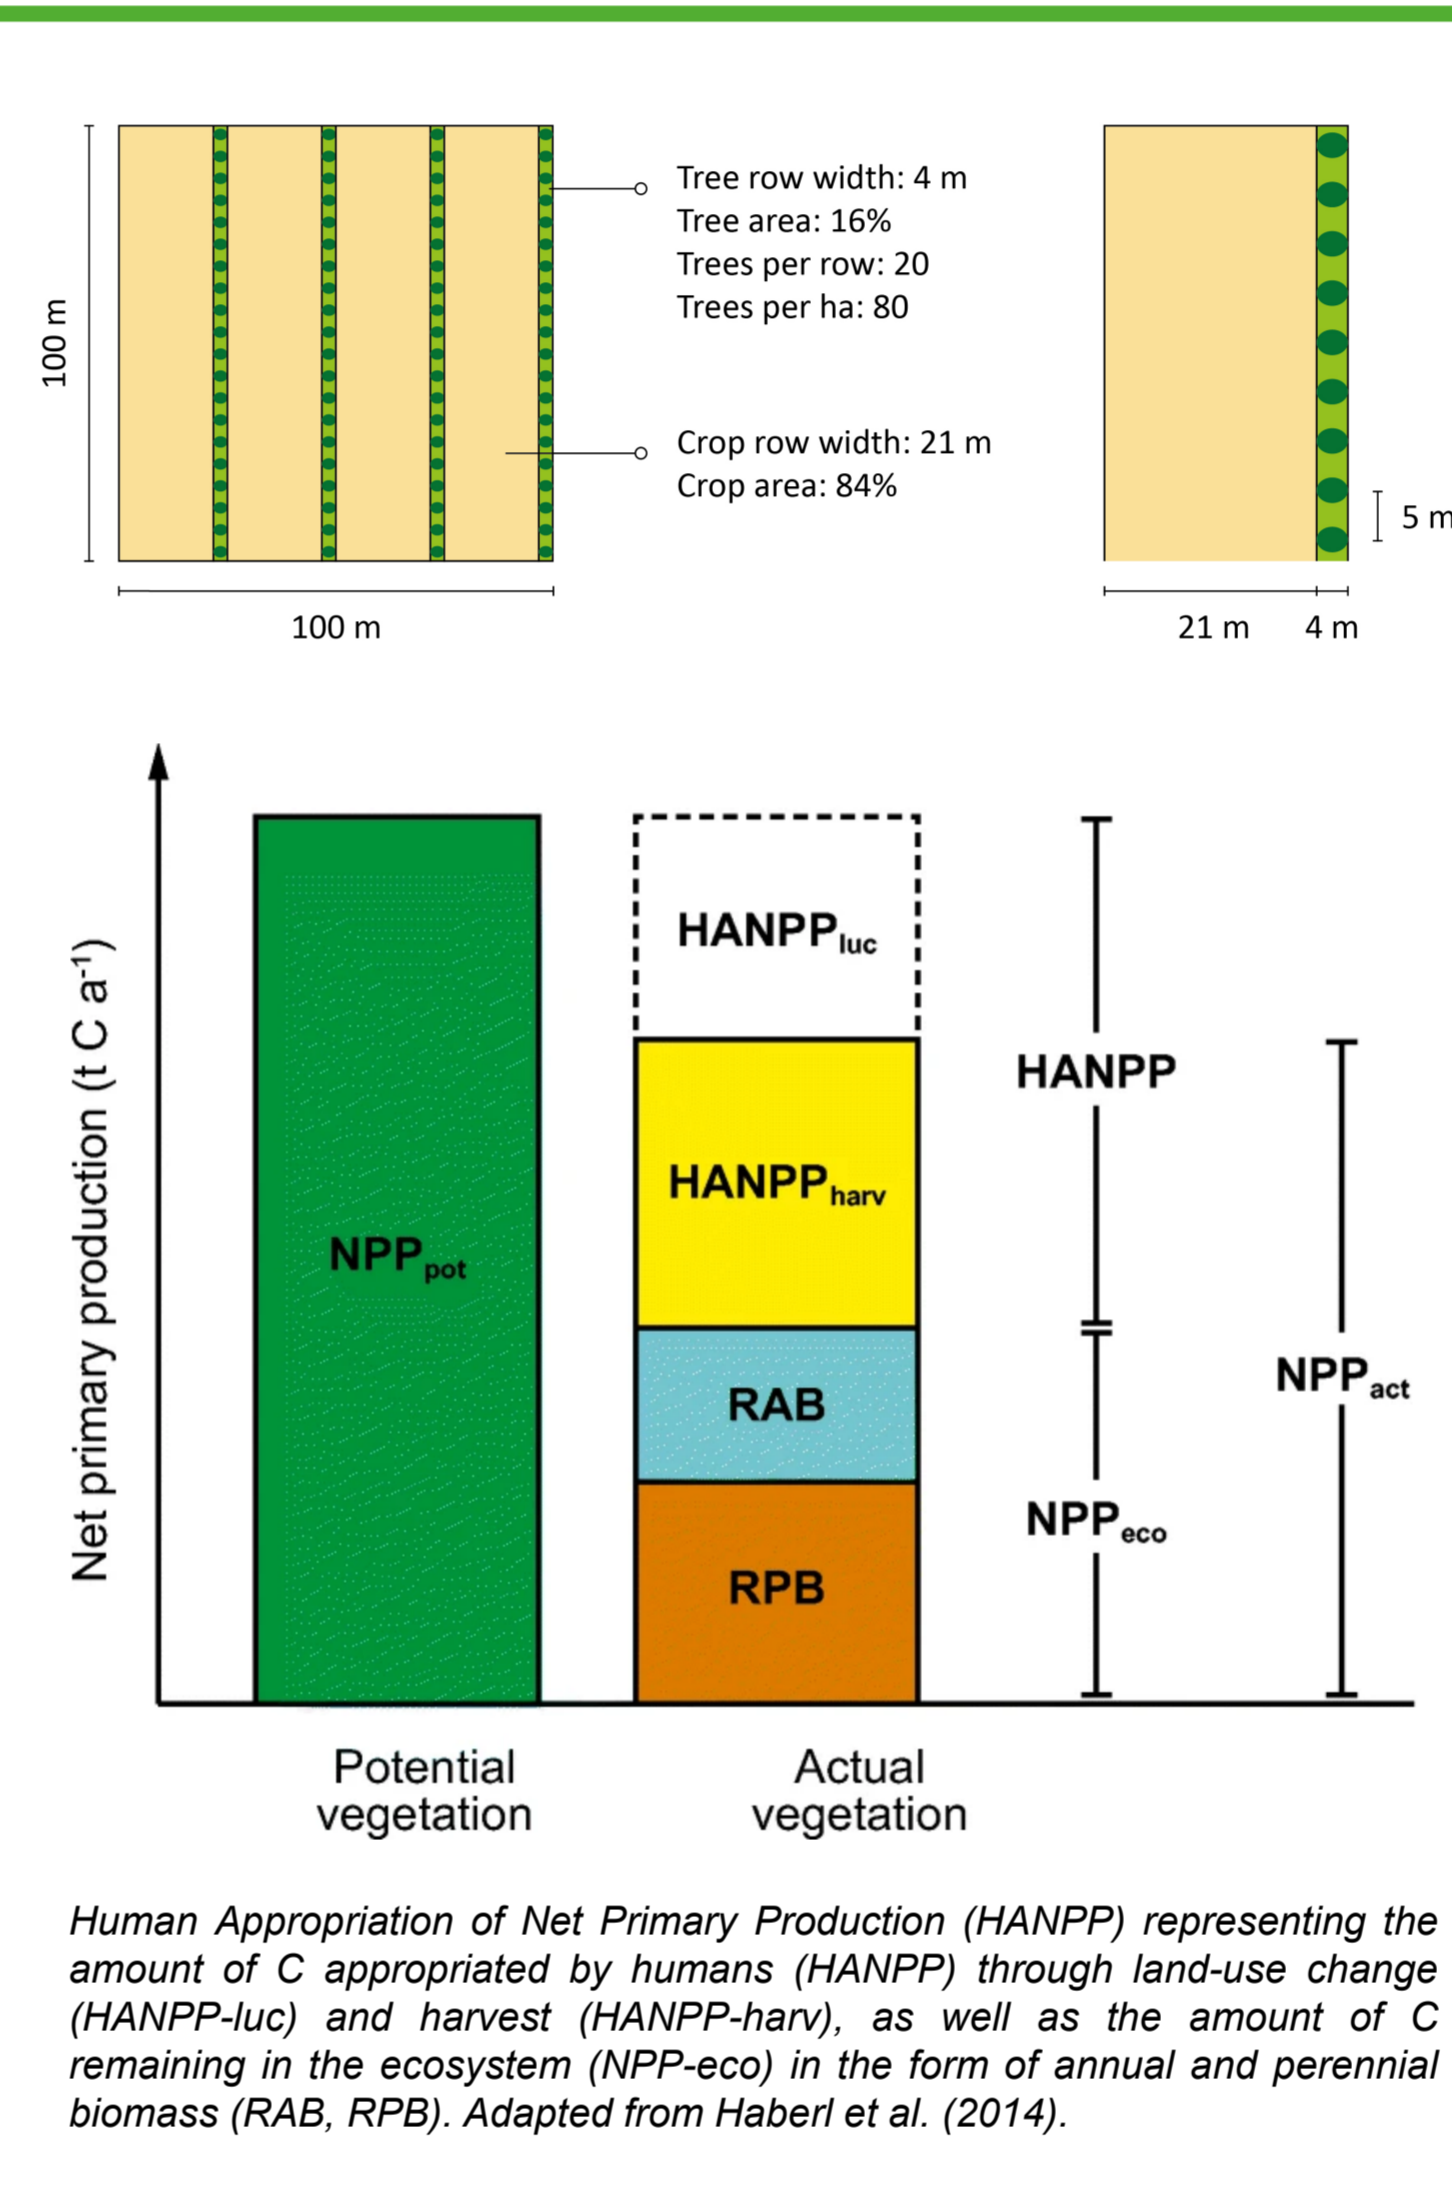 Tree row width: 4 m
Tree area: 16%
Trees per row: 20
Trees per ha: 80
Crop row width: 21 m
Crop area: 84%
100 m
100 m
5 m
21 m
4 m
Net primary production (t C a⁻¹)
NPPpot
HANPPluc
HANPPharv
RAB
RPB
HANPP
NPPeco
NPPact
Potential
vegetation
Actual
vegetation
Human Appropriation of Net Primary Production (HANPP) representing the
amount of C appropriated by humans (HANPP) through land-use change
(HANPP-luc) and harvest (HANPP-harv), as well as the amount of C
remaining in the ecosystem (NPP-eco) in the form of annual and perennial
biomass (RAB, RPB). Adapted from Haberl et al. (2014).